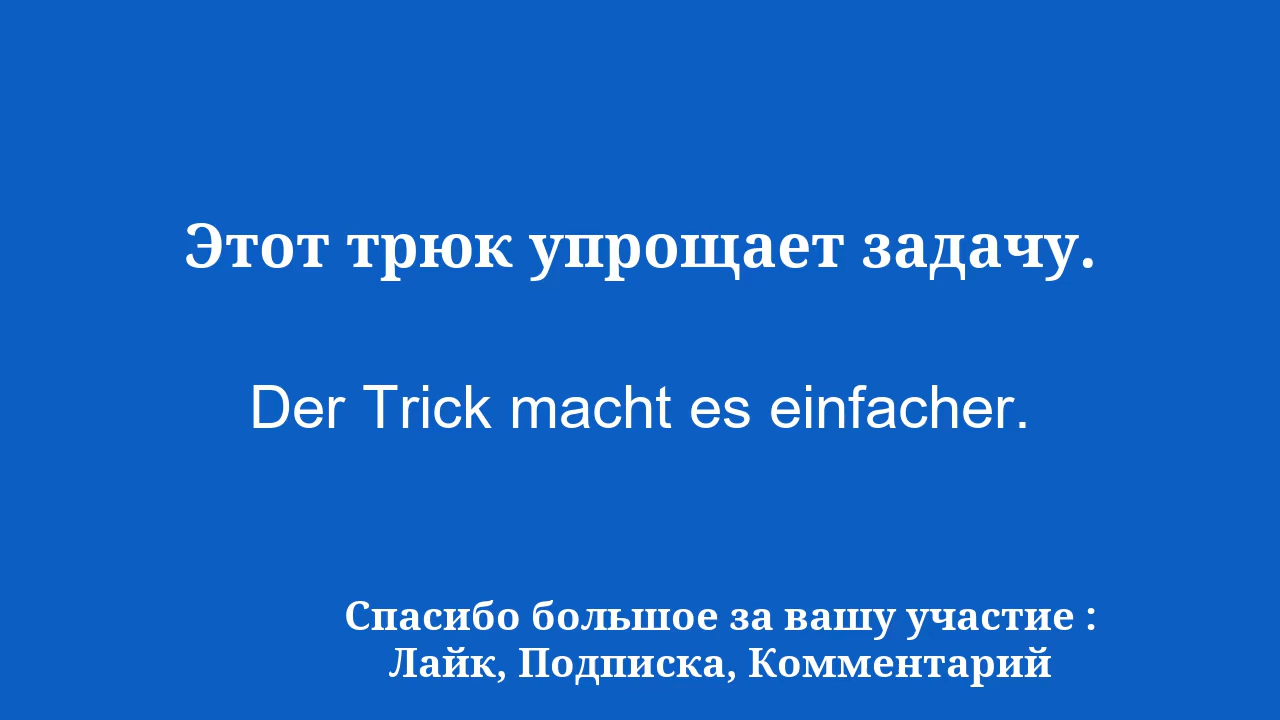 Этот трюк упрощает задачу.
Der Trick macht es einfacher.
Спасибо большое за вашу участие :
Лайк, Подписка, Комментарий